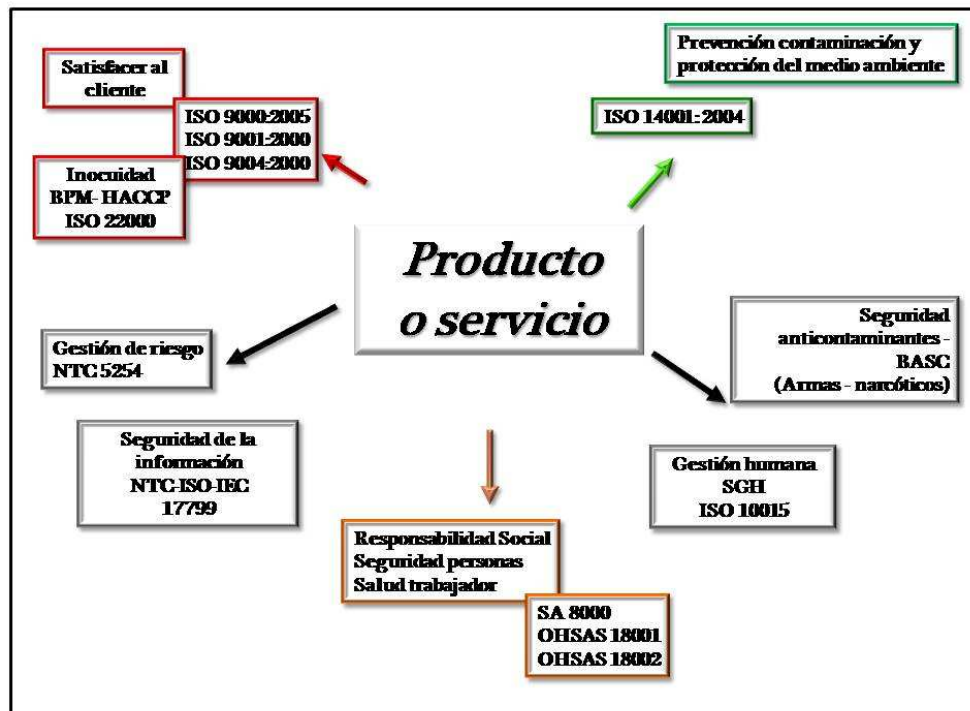 Satisfacer al
cliente
ISO 9000:2005
ISO 9001:2000
ISO 9004:2000
Inocuidad
BPM- HACCP
ISO 22000
Prevención contaminación y
protección del medio ambiente
ISO 14001: 2004
Producto
o servicio
Gestión de riesgo
NTC 5254
Seguridad de la
información
NTC-ISO-IEC
17799
Seguridad
anticontaminantes -
BASC
(Armas - narcóticos)
Gestión humana
SGH
ISO 10015
Responsabilidad Social
Seguridad personas
Salud trabajador
SA 8000
OHSAS 18001
OHSAS 18002